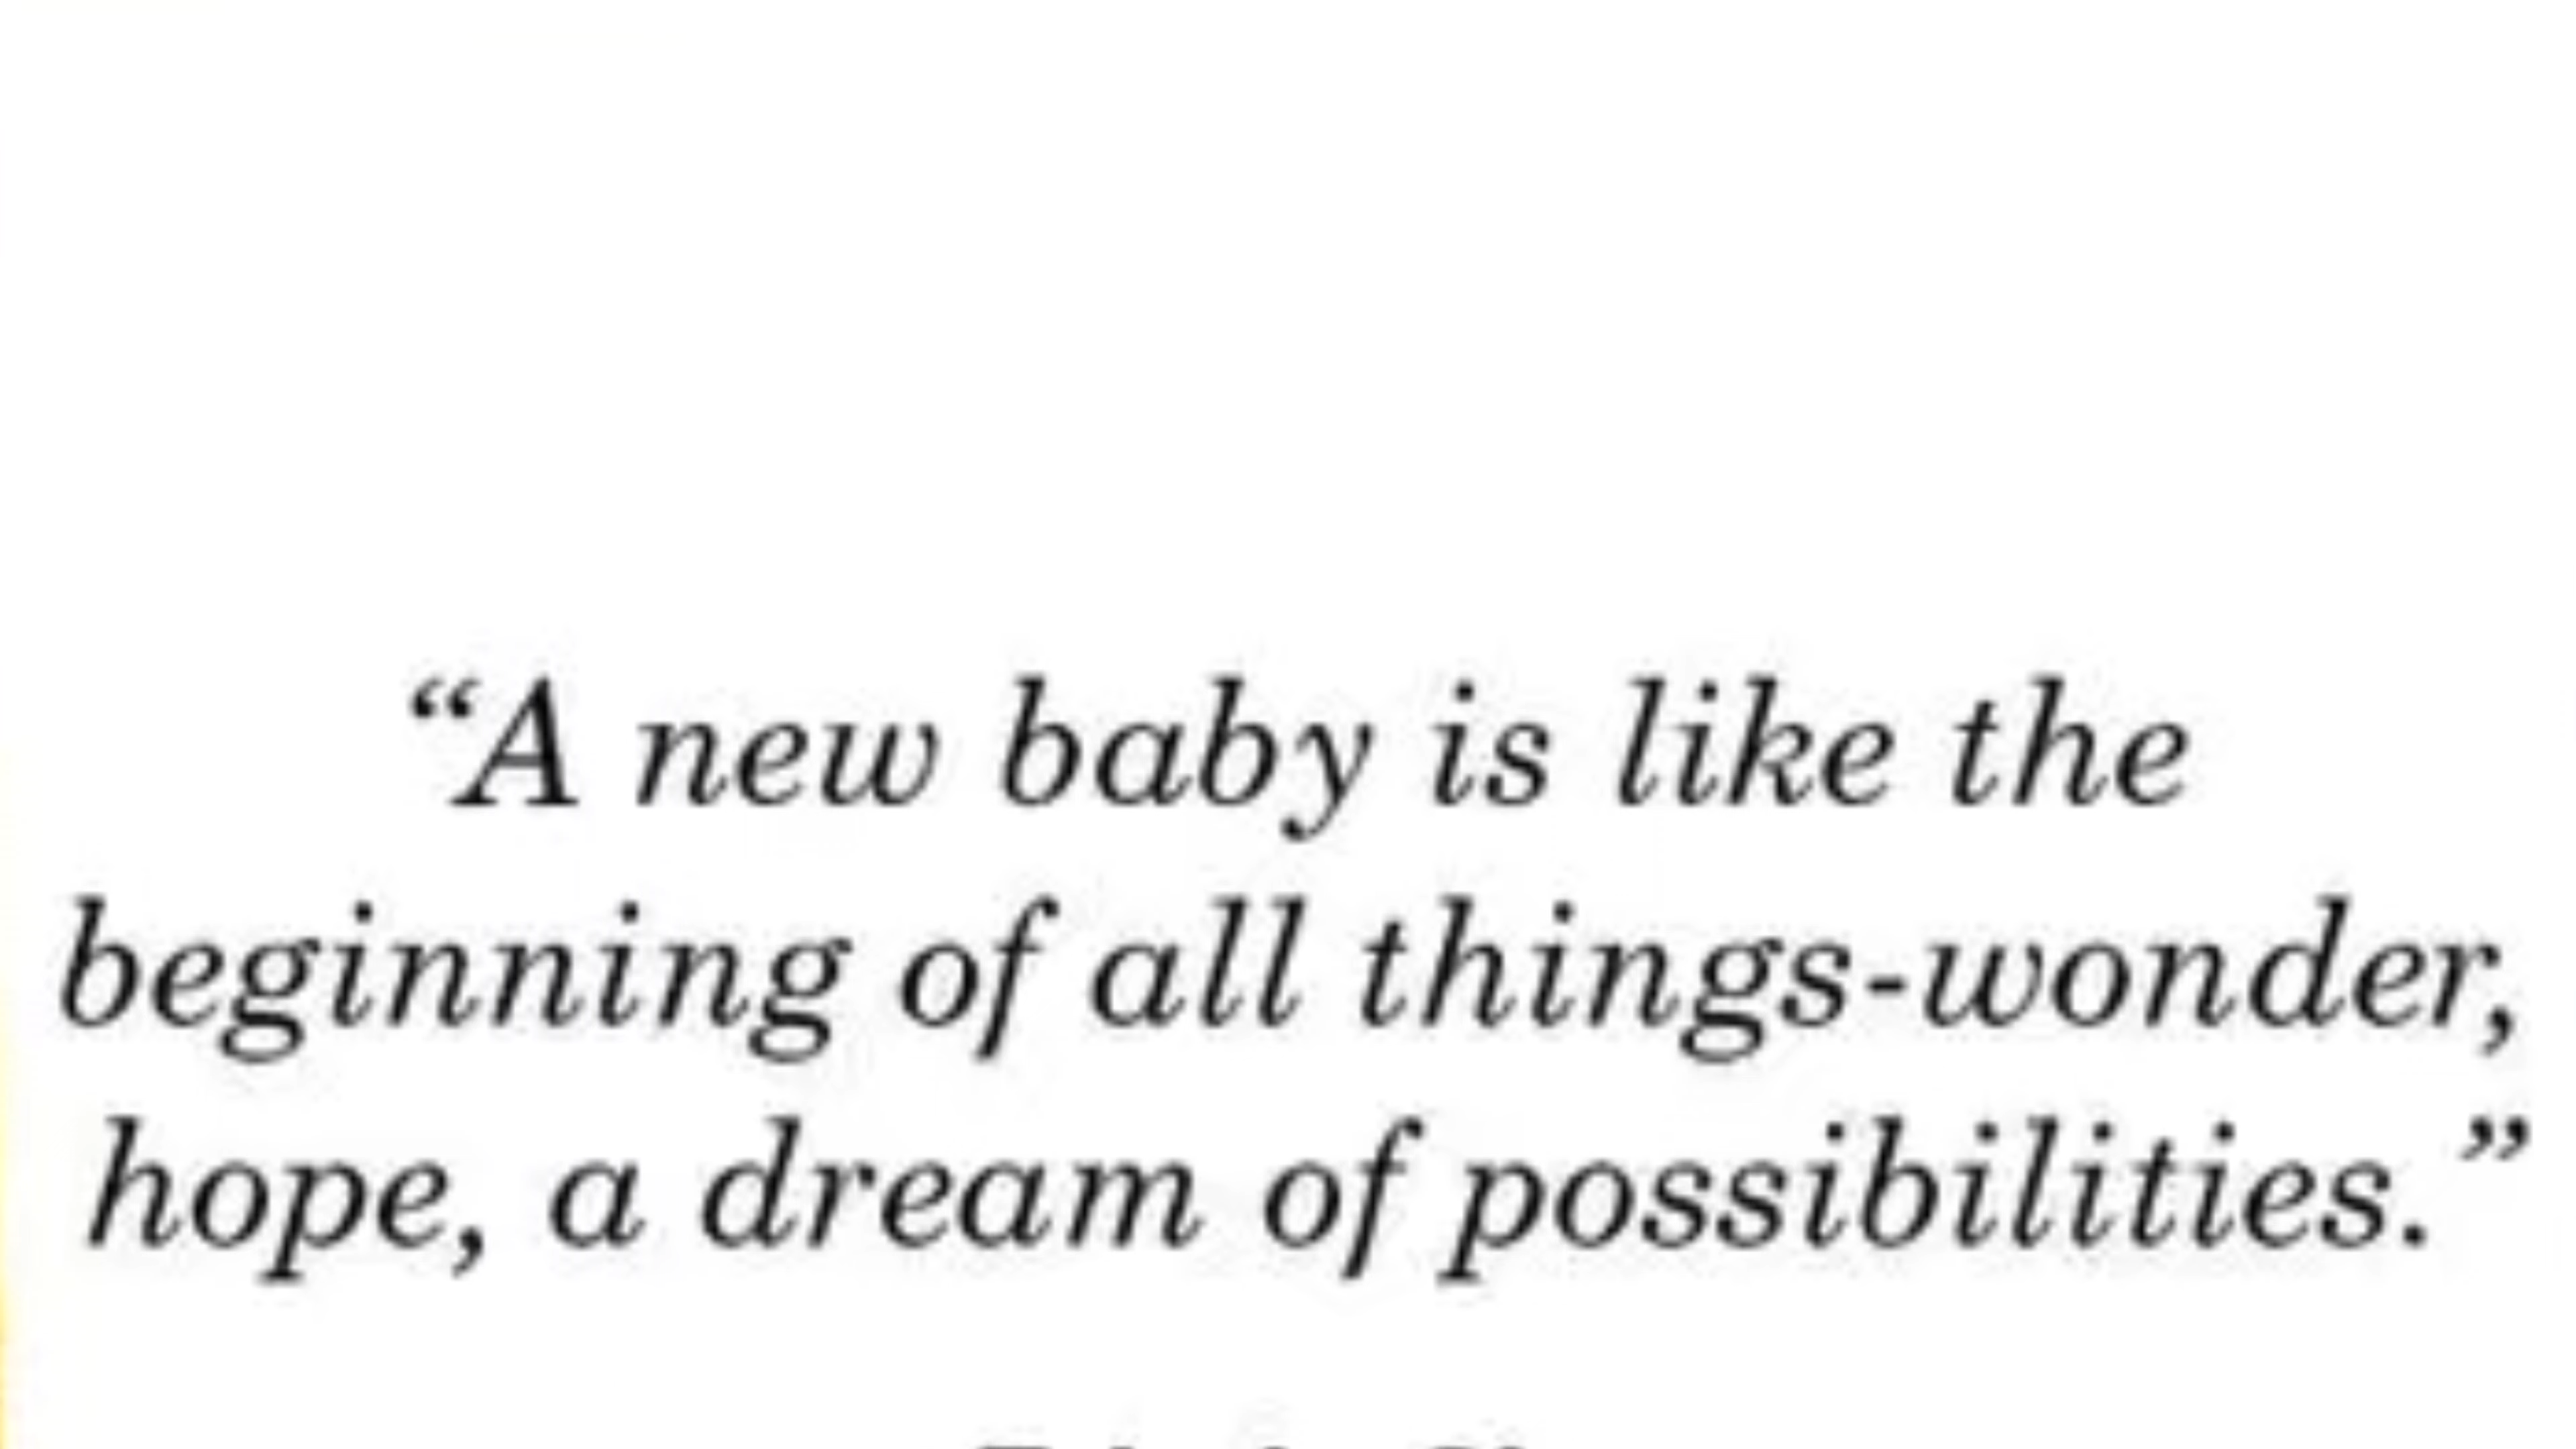 “A new baby is like the
beginning of all things-wonder,
hope, a dream of possibilities.”